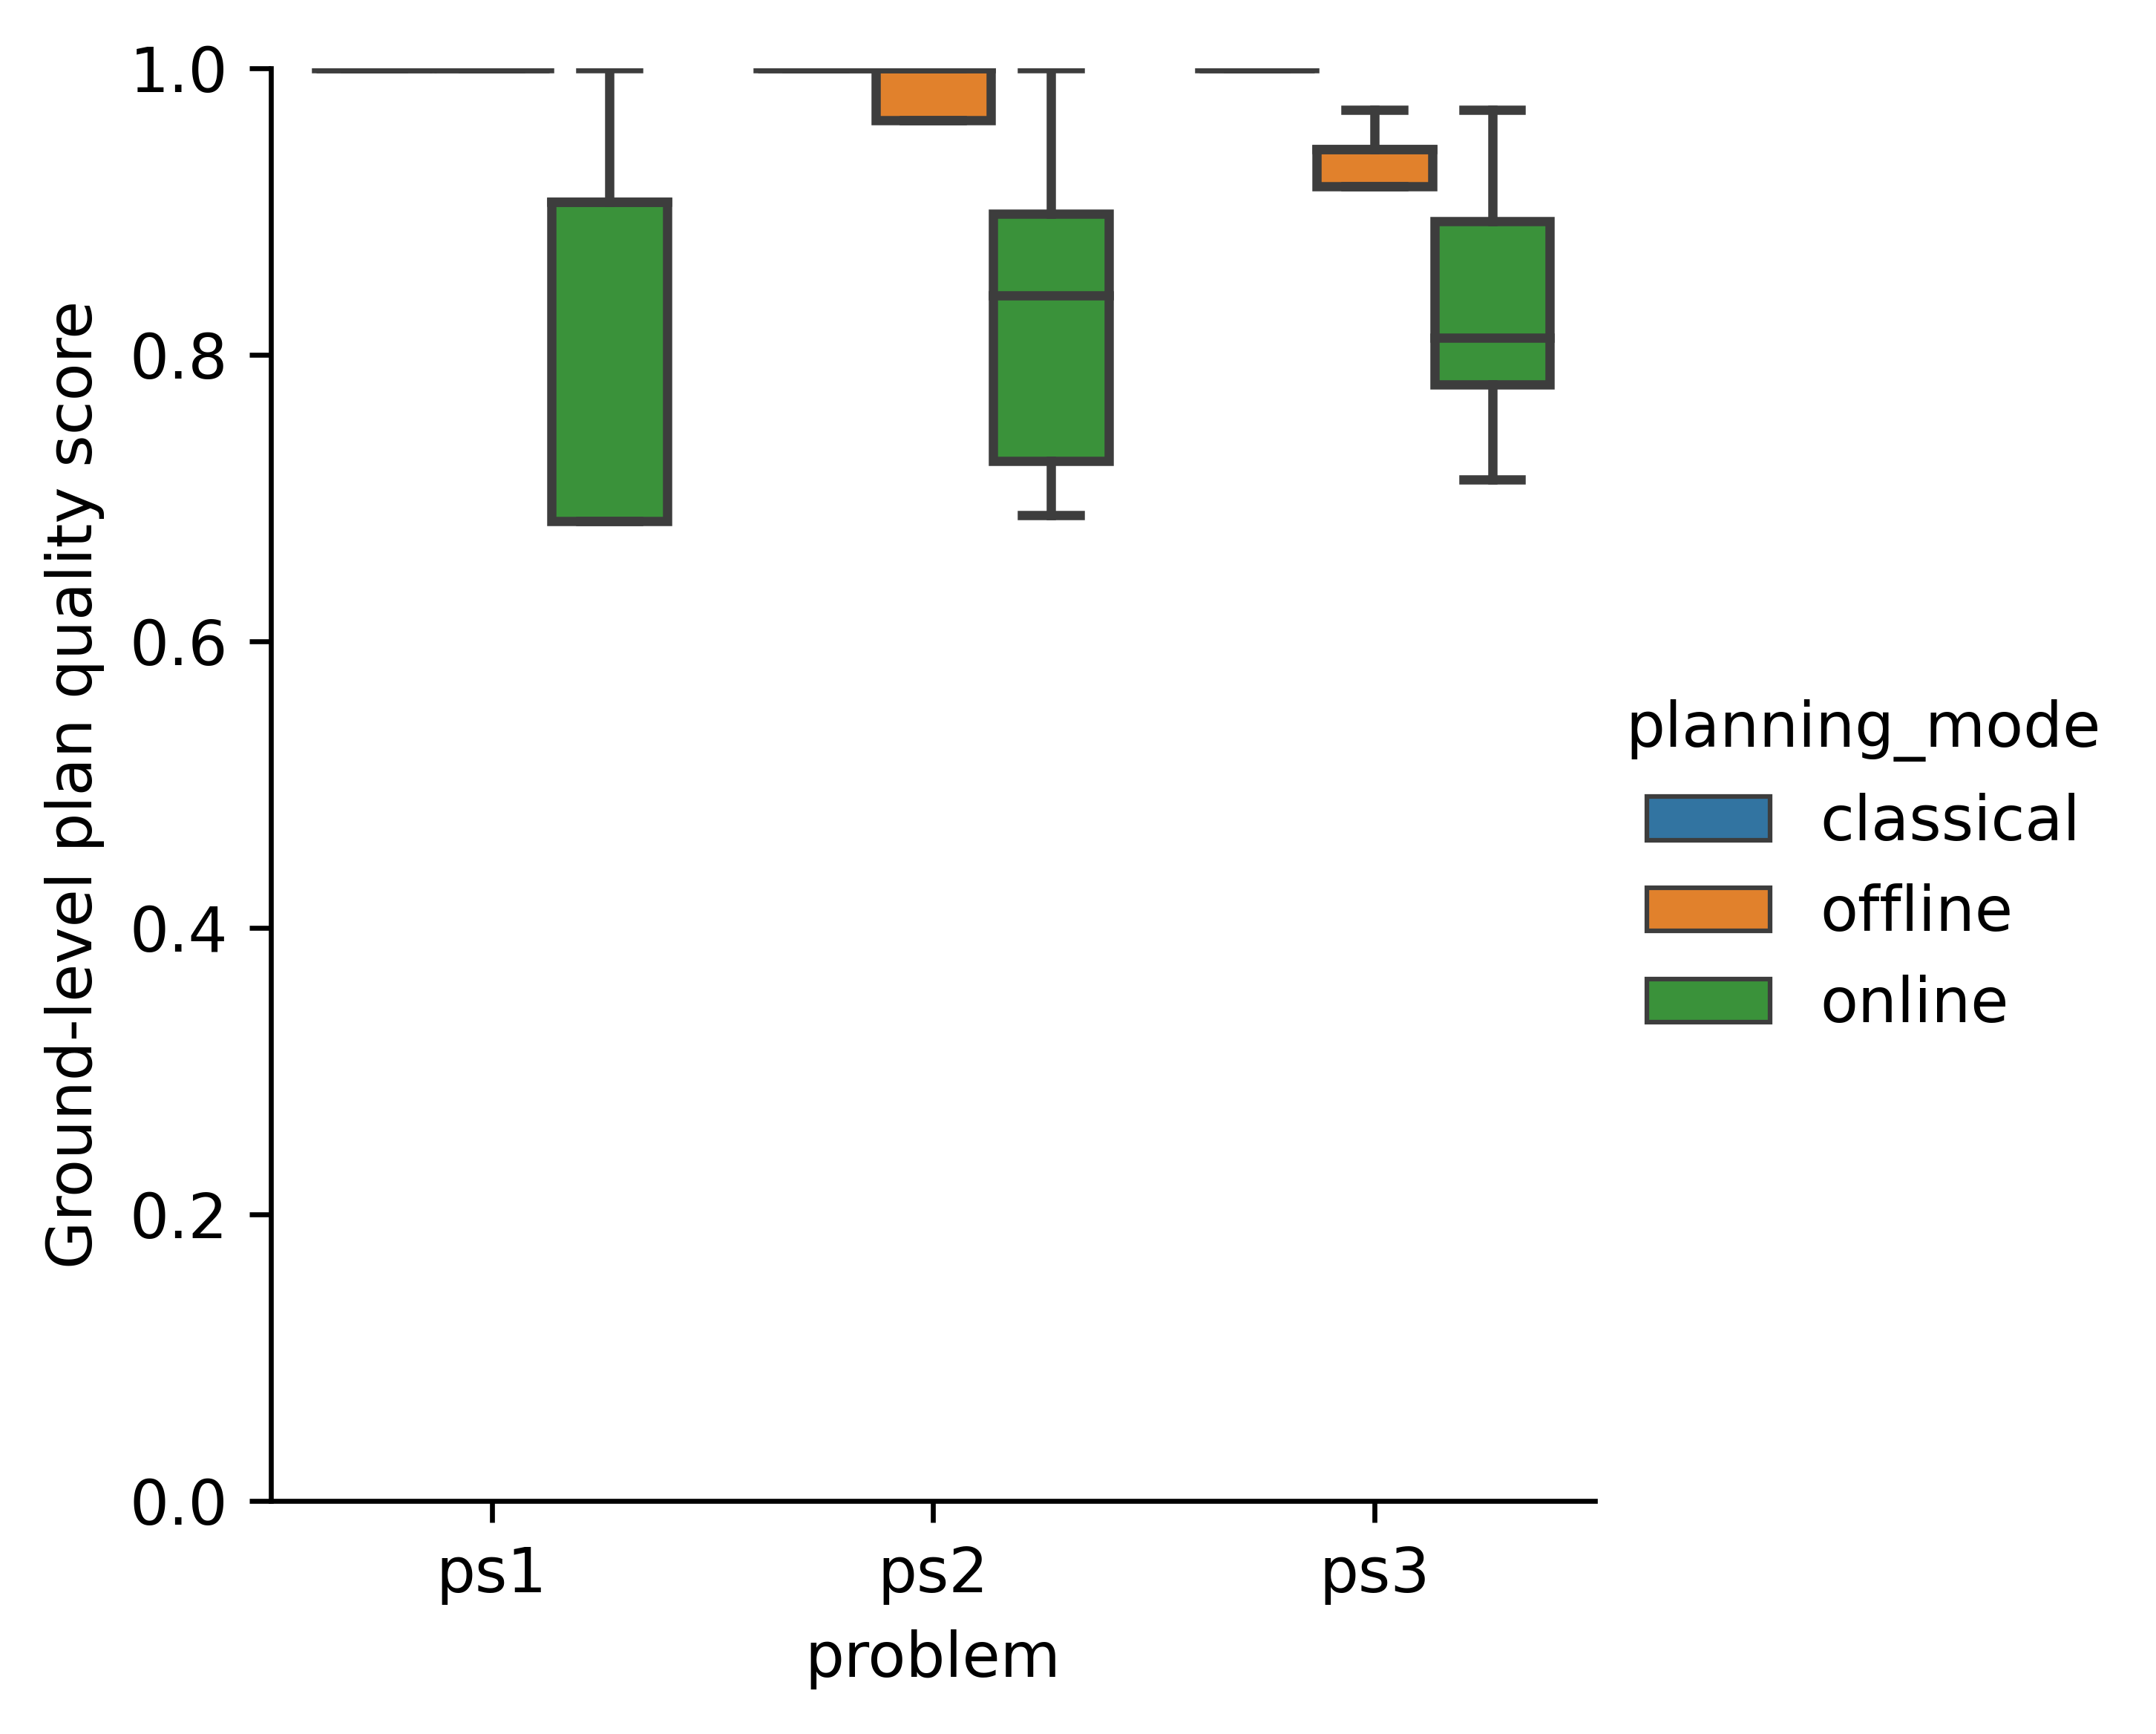 Ground-level plan quality score
1.0
0.8
0.6
0.4
0.2
0.0
ps1 ps2 ps3
problem
planning_mode
classical
offline
online